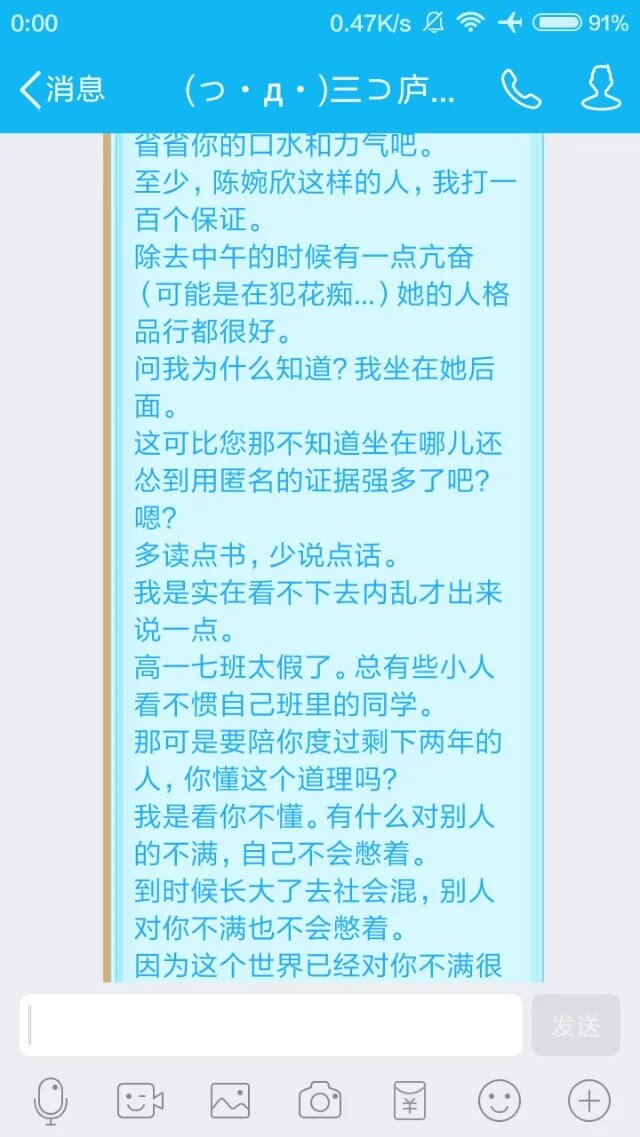 0:00
0.47K/s
91%
消息
(っ・д・)三⊃庐...
省省你的口水和力气吧。
至少，陈婉欣这样的人，我打一
百个保证。
除去中午的时候有一点亢奋
（可能是在犯花痴...）她的人格
品行都很好。
问我为什么知道？我坐在她后
面。
这可比您那不知道坐在哪儿还
怂到用匿名的证据强多了吧？
嗯？
多读点书，少说点话。
我是实在看不下去内乱才出来
说一点。
高一七班太假了。总有些小人
看不惯自己班里的同学。
那可是要陪你度过剩下两年的
人，你懂这个道理吗？
我是看你不懂。有什么对别人
的不满，自己不会憋着。
到时候长大了去社会混，别人
对你不满也不会憋着。
因为这个世界已经对你不满很
发送